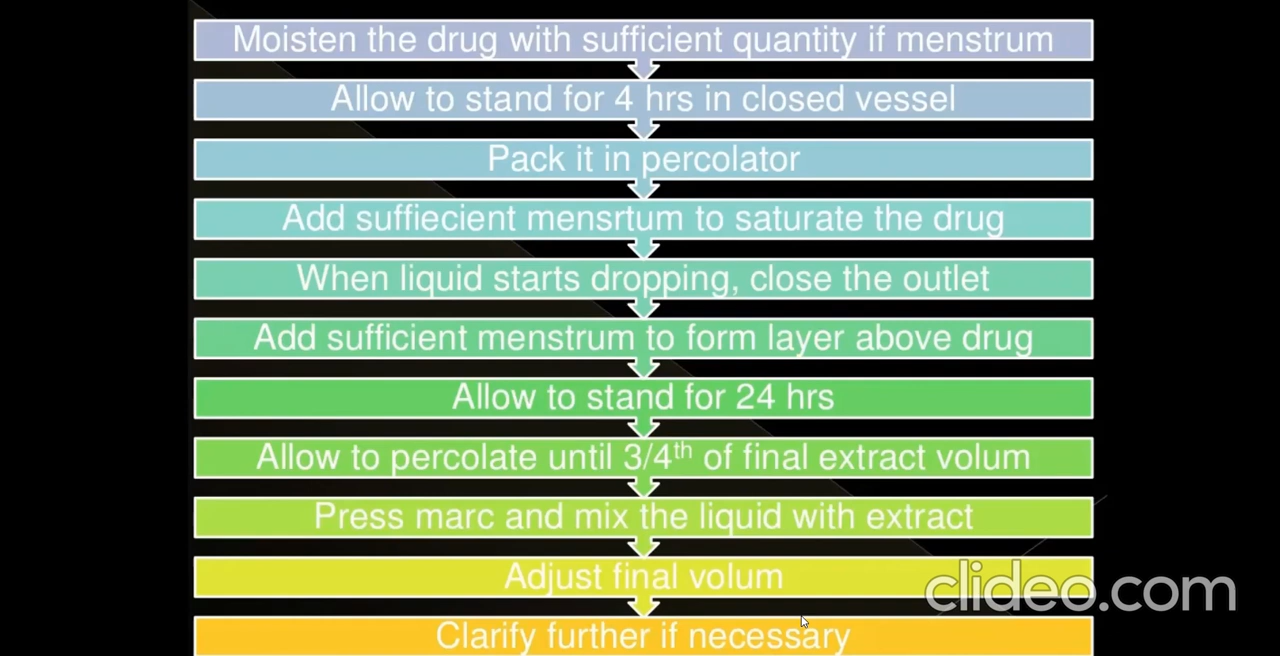 Moisten the drug with sufficient quantity if menstrum
Allow to stand for 4 hrs in closed vessel
Pack it in percolator
Add suffiecient mensrtum to saturate the drug
When liquid starts dropping, close the outlet
Add sufficient menstrum to form layer above drug
Allow to stand for 24 hrs
Allow to percolate until 3/4th of final extract volum
Press marc and mix the liquid with extract
Adjust final volum
clideo.com
Clarify further if necessary